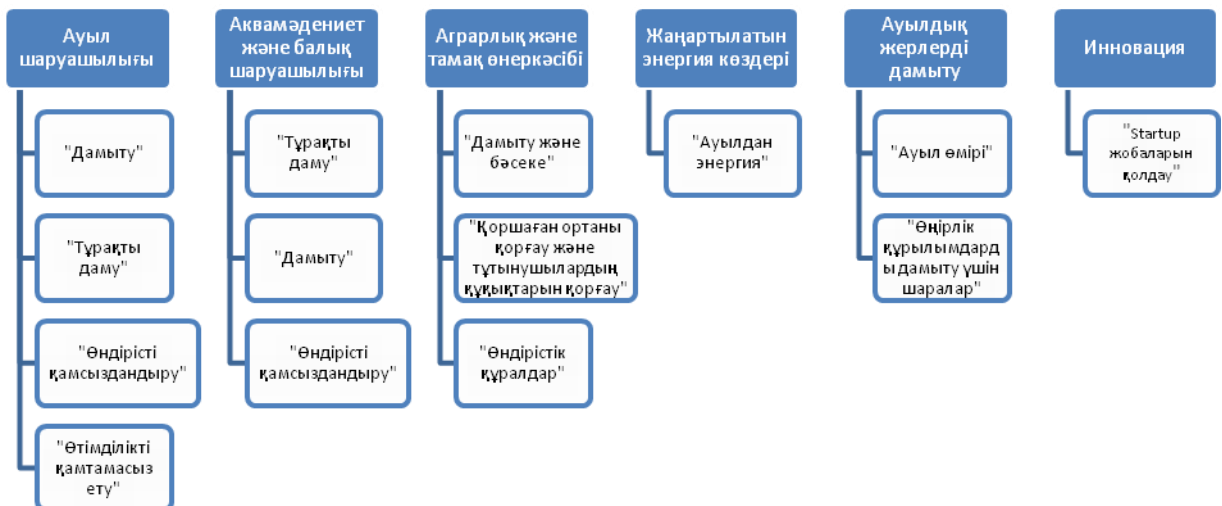 Ауыл
шаруашылығы
"Дамыту"
"Тұрақты
даму"
"Өндірісті
қамсыздандыру"
"Өтімділікті
қамтамасыз
ету"
Аквамәдениет
және балық
шаруашылығы
"Тұрақты
даму"
"Дамыту"
"Өндірісті
қамсыздандыру"
Аграрлық және
тамақ өнеркәсібі
"Дамыту және
бәсеке"
"Қоршаған ортаны
қорғау және
тұтынушылардың
құқықтарын қорғау"
"Өндірістік
құралдар"
Жаңартылатын
энергия көздері
"Ауылдан
энергия"
Ауылдық
жерлерді
дамыту
"Ауыл өмірі"
"Өңірлік
құрылымдард
ы дамыту үшін
шаралар"
Инновация
"Startup
жобаларын
қолдау"